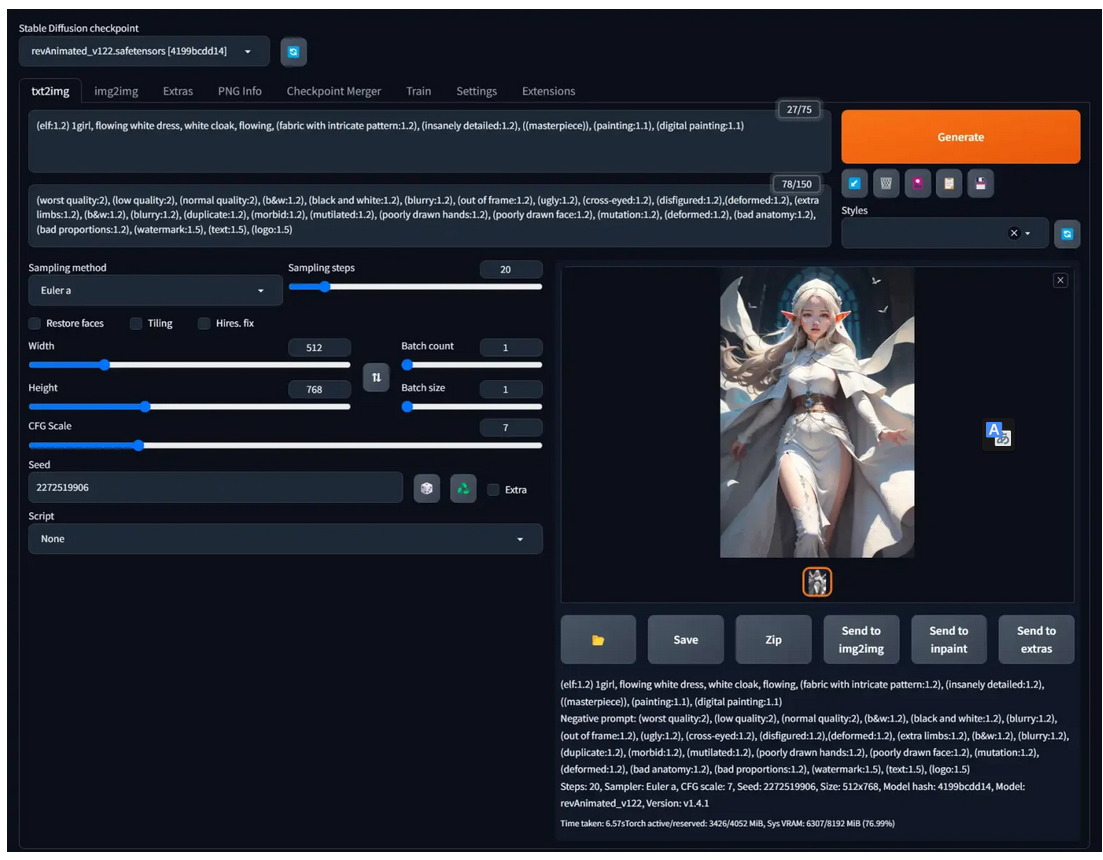 Stable Diffusion checkpoint
revAnimated_v122.safetensors [4199bcdd14]
txt2img img2img Extras PNG Info Checkpoint Merger Train Settings Extensions
27/75
(elf:1.2) 1girl, flowing white dress, white cloak, flowing, (fabric with intricate pattern:1.2), (insanely detailed:1.2), ((masterpiece)), (painting:1.1), (digital painting:1.1)
Generate
78/150
(worst quality:2), (low quality:2), (normal quality:2), (b&w:1.2), (black and white:1.2), (blurry:1.2), (out of frame:1.2), (ugly:1.2), (cross-eyed:1.2), (disfigured:1.2),(deformed:1.2), (extra
limbs:1.2), (b&w:1.2), (blurry:1.2), (duplicate:1.2), (morbid:1.2), (mutilated:1.2), (poorly drawn hands:1.2), (poorly drawn face:1.2), (mutation:1.2), (deformed:1.2), (bad anatomy:1.2),
(bad proportions:1.2), (watermark:1.5), (text:1.5), (logo:1.5)
Styles
Sampling method
Euler a
Sampling steps 20
Restore faces Tiling Hires. fix
Width 512
Batch count 1
Height 768
Batch size 1
CFG Scale 7
Seed
2272519906
Extra
Script
None
A あ
Save
Zip
Send to
img2img
Send to
inpaint
Send to
extras
(elf:1.2) 1girl, flowing white dress, white cloak, flowing, (fabric with intricate pattern:1.2), (insanely detailed:1.2),
((masterpiece)), (painting:1.1), (digital painting:1.1)
Negative prompt: (worst quality:2), (low quality:2), (normal quality:2), (b&w:1.2), (black and white:1.2), (blurry:1.2),
(out of frame:1.2), (ugly:1.2), (cross-eyed:1.2), (disfigured:1.2),(deformed:1.2), (extra limbs:1.2), (b&w:1.2), (blurry:1.2),
(duplicate:1.2), (morbid:1.2), (mutilated:1.2), (poorly drawn hands:1.2), (poorly drawn face:1.2), (mutation:1.2),
(deformed:1.2), (bad anatomy:1.2), (bad proportions:1.2), (watermark:1.5), (text:1.5), (logo:1.5)
Steps: 20, Sampler: Euler a, CFG scale: 7, Seed: 2272519906, Size: 512x768, Model hash: 4199bcdd14, Model:
revAnimated_v122, Version: v1.4.1
Time taken: 6.57sTorch active/reserved: 3426/4052 MiB, Sys VRAM: 6307/8192 MiB (76.99%)